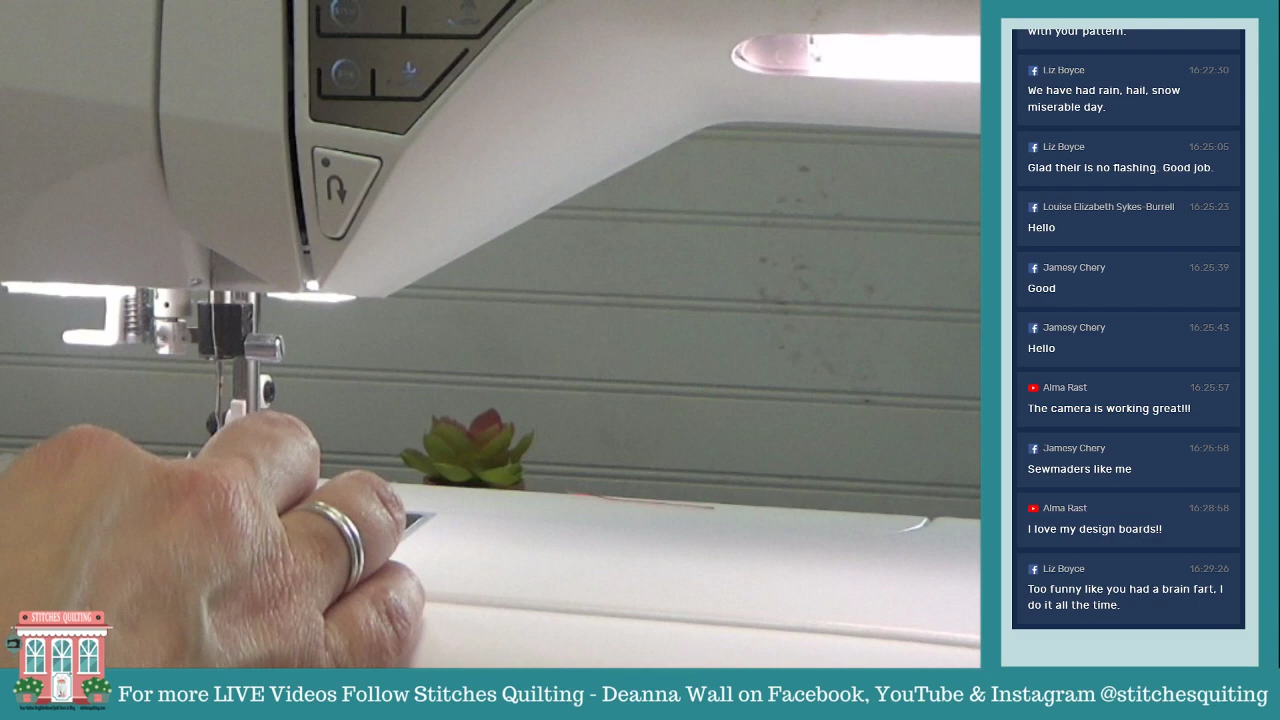 with your pattern.
Liz Boyce 16:22:30
We have had rain, hail, snow
miserable day.
Liz Boyce 16:25:05
Glad their is no flashing. Good job.
Louise Elizabeth Sykes-Burrell 16:25:23
Hello
Jamesy Chery 16:25:39
Good
Jamesy Chery 16:25:43
Hello
Alma Rast 16:25:57
The camera is working great!!!
Jamesy Chery 16:25:58
Sewmaders like me
Alma Rast 16:28:58
I love my design boards!!
Liz Boyce 16:29:26
Too funny like you had a brain fart, I
do it all the time.
STITCHES QUILTING
For more LIVE Videos Follow Stitches Quilting - Deanna Wall on Facebook, YouTube & Instagram @stitchesquiting